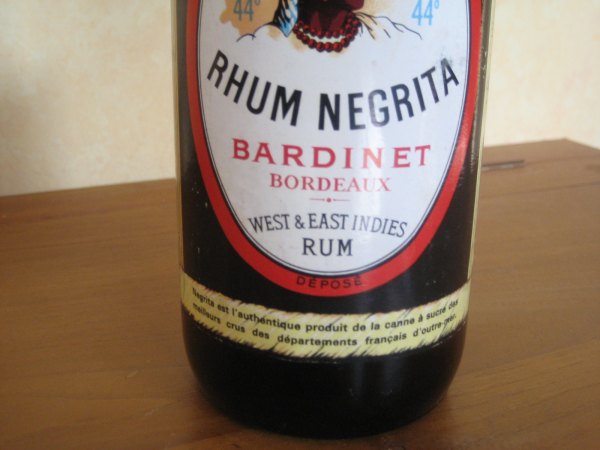 44° 44°
RHUM NEGRITA
BARDINET
BORDEAUX
WEST & EAST INDIES
RUM
DÉPOSÉ
Negrita est l'authentique produit de la canne à sucre des
meilleurs crus des départements français d'outre-mer.